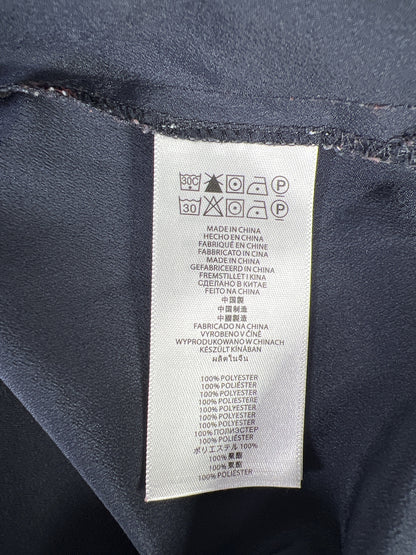 30C P
30 P
MADE IN CHINA
HECHO EN CHINA
FABRIQUÉ EN CHINE
FABBRICATO IN CINA
MADE IN CHINA
GEFABRICEERD IN CHINA
FREMSTILLET I KINA
СДЕЛАНО В КИТАЕ
FEITO NA CHINA
中国製
中国制造
中國製造
FABRICADO NA CHINA
VYROBENO V ČÍNĚ
WYPRODUKOWANO W CHINACH
KÉSZÜLT KÍNÁBAN
ผลิตในจีน
100% POLYESTER
100% POLIÉSTER
100% POLYESTER
100% POLIESTERE
100% POLYESTER
100% POLYESTER
100% POLYESTER
100% ПОЛИЭСТЕР
100% POLIÉSTER
ポリエステル 100%
100% 聚酯
100% 聚酯